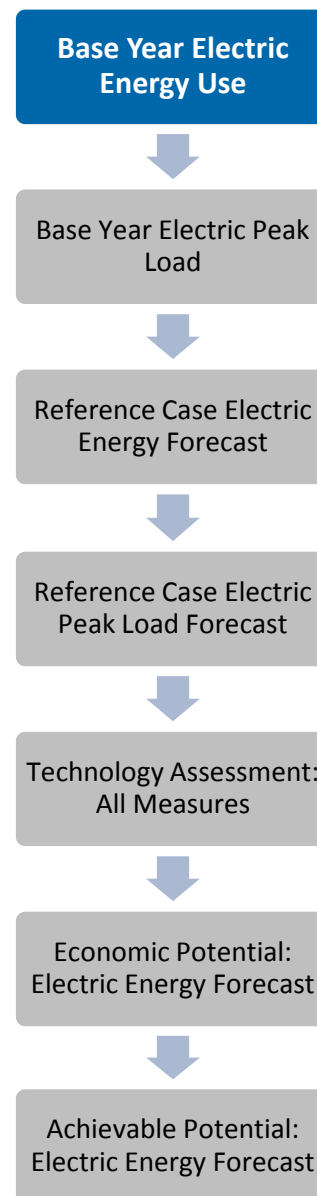 Base Year Electric
Energy Use
Base Year Electric Peak
Load
Reference Case Electric
Energy Forecast
Reference Case Electric
Peak Load Forecast
Technology Assessment:
All Measures
Economic Potential:
Electric Energy Forecast
Achievable Potential:
Electric Energy Forecast